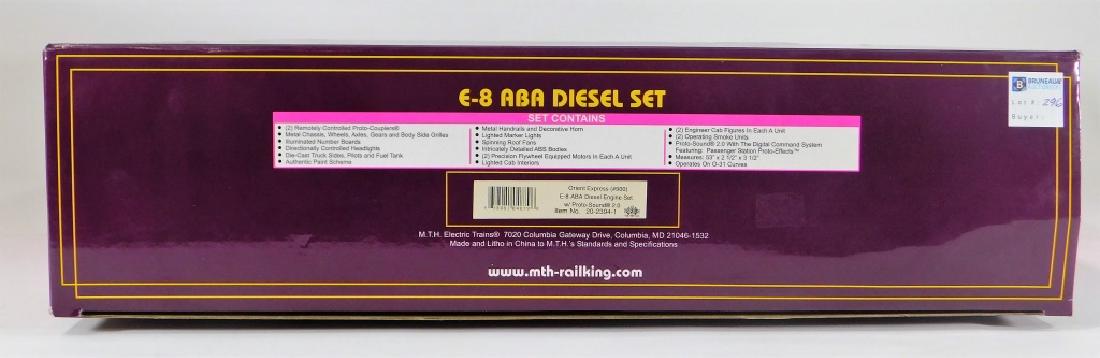 E-8 ABA DIESEL SET
SET CONTAINS
• (2) Remotely Controlled Proto-Couplers®
• Metal Chassis, Wheels, Axles, Gears and Body Side Grilles
• Illuminated Number Boards
• Directionally Controlled Headlights
• Die-Cast Truck, Sides, Pilots and Fuel Tank
• Authentic Paint Scheme
• Metal Handrails and Decorative Horn
• Lighted Marker Lights
• Spinning Roof Fans
• Intricately Detailed ABS Bodies
• (2) Precision Flywheel Equipped Motors In Each A Unit
• Lighted Cab Interiors
• (2) Engineer Cab Figures In Each A Unit
• (2) Operating Smoke Units
• Proto-Sound® 2.0 With The Digital Command System
Featuring: Passenger Station Proto-Effects™
• Measures: 53" x 2 1/2" x 3 1/2"
• Operates On O-31 Curves
BRUNEAU & CO
AUCTIONEERS
Lot #: 296
Buyer:
Orient Express (#500)
E-8 ABA Diesel Engine Set
w/ Proto-Sound® 2.0
Item No. 20-2304-1
M.T.H. Electric Trains® 7020 Columbia Gateway Drive, Columbia, MD 21046-1532
Made and Litho in China to M.T.H.'s Standards and Specifications
www.mth-railking.com